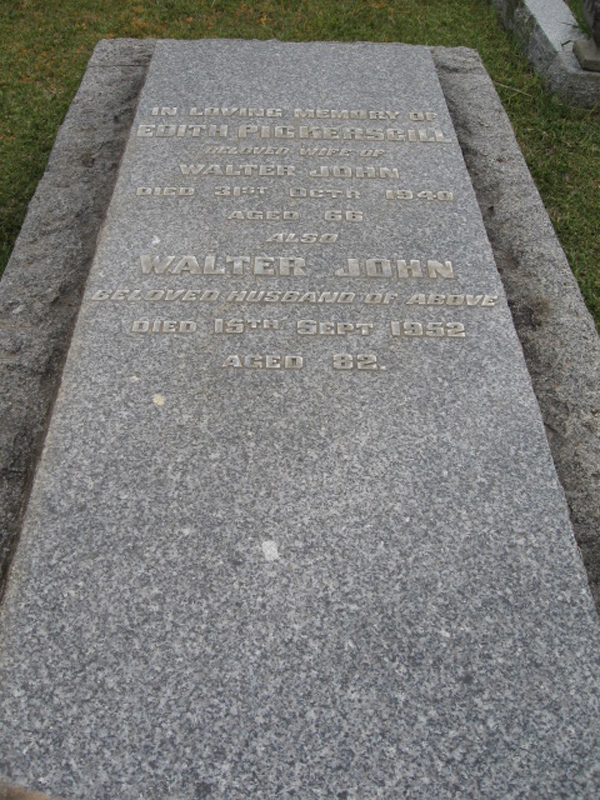 IN LOVING MEMORY OF
EDITH PICKERSGILL
BELOVED WIFE OF
WALTER JOHN
DIED 31ST OCTR 1940
AGED 66
ALSO
WALTER JOHN
BELOVED HUSBAND OF ABOVE
DIED 15TH SEPT 1952
AGED 82.